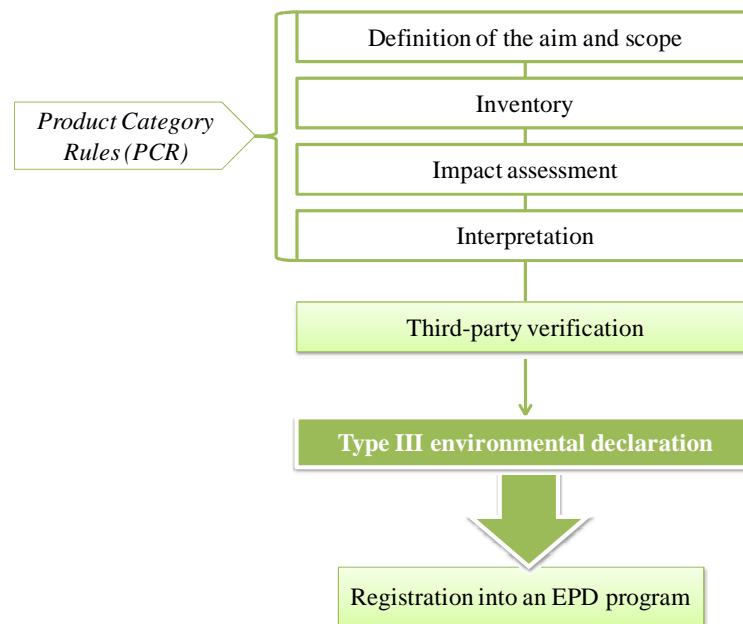 Definition of the aim and scope
Inventory
Product Category
Rules (PCR)
Impact assessment
Interpretation
Third-party verification
Type III environmental declaration
Registration into an EPD program